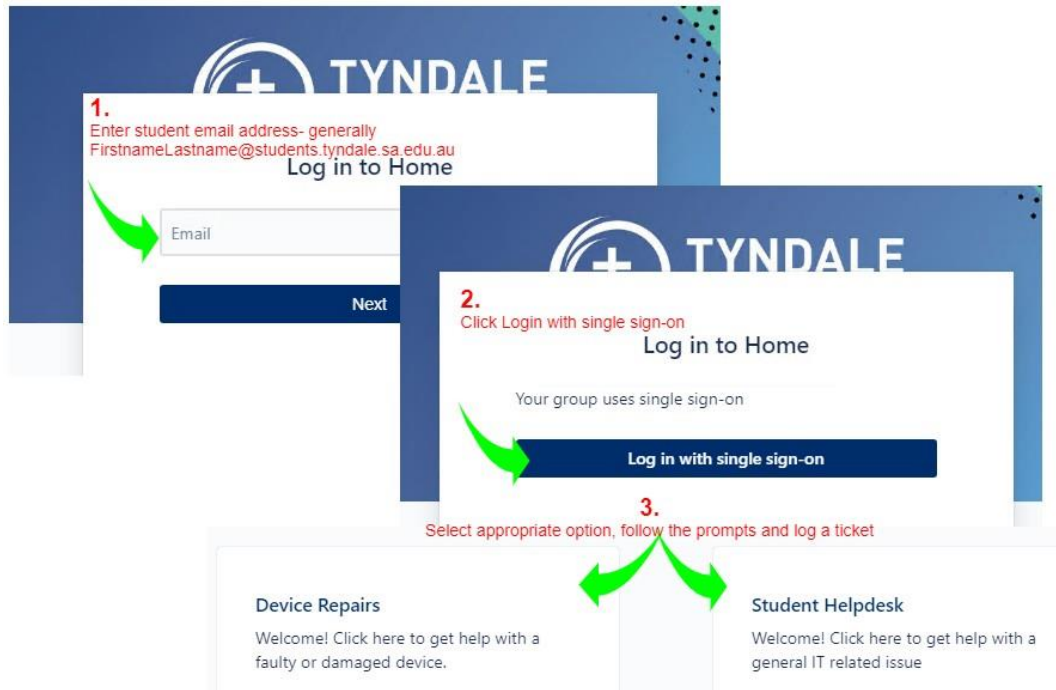 TYNDALE
1.
Enter student email address- generally
FirstnameLastname@students.tyndale.sa.edu.au
Log in to Home
Email
Next
TYNDALE
2.
Click Login with single sign-on
Log in to Home
Your group uses single sign-on
Log in with single sign-on
3.
Select appropriate option, follow the prompts and log a ticket
Device Repairs
Welcome! Click here to get help with a
faulty or damaged device.
Student Helpdesk
Welcome! Click here to get help with a
general IT related issue